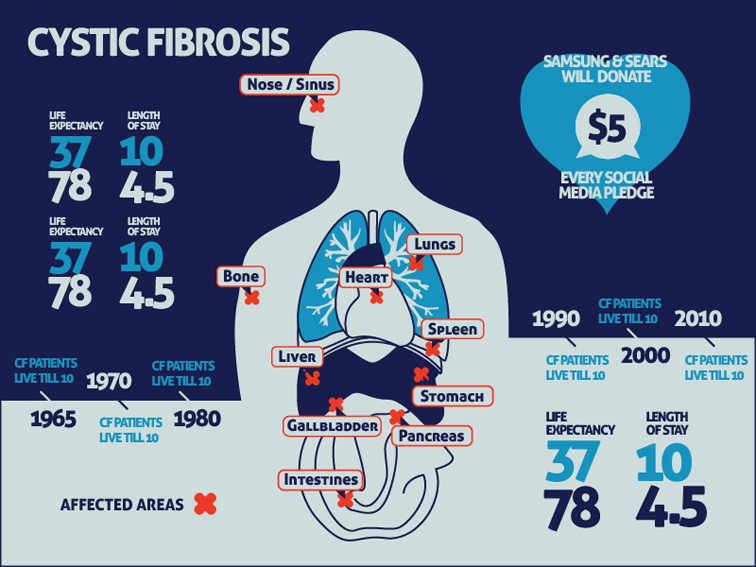 CYSTIC FIBROSIS
SAMSUNG & SEARS
WILL DONATE
$5
EVERY SOCIAL
MEDIA PLEDGE
Nose / Sinus
LIFE
EXPECTANCY
37
78
LENGTH
OF STAY
10
4.5
LIFE
EXPECTANCY
37
78
LENGTH
OF STAY
10
4.5
Lungs
Bone
Heart
Spleen
Liver
Stomach
Gallbladder
Pancreas
Intestines
CF PATIENTS
LIVE TILL 10
1965
1970
CF PATIENTS
LIVE TILL 10
CF PATIENTS
LIVE TILL 10
1980
1990
CF PATIENTS
LIVE TILL 10
CF PATIENTS
LIVE TILL 10
2000
2010
CF PATIENTS
LIVE TILL 10
LIFE
EXPECTANCY
37
78
LENGTH
OF STAY
10
4.5
AFFECTED AREAS